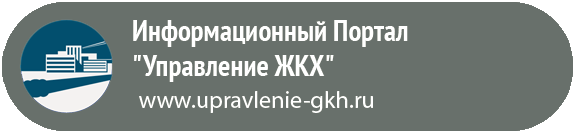 Информационный Портал
"Управление ЖКХ"
www.upravlenie-gkh.ru